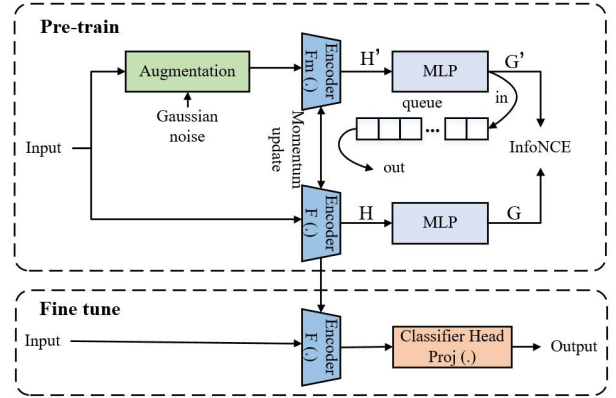 Pre-train
Augmentation
Gaussian
noise
Input
Encoder
Fm (.)
H’
MLP
G’
queue
in
...
out
InfoNCE
Momentum
update
Encoder
F (.)
H
MLP
G
Fine tune
Input
Encoder
F (.)
Classifier Head
Proj (.)
Output